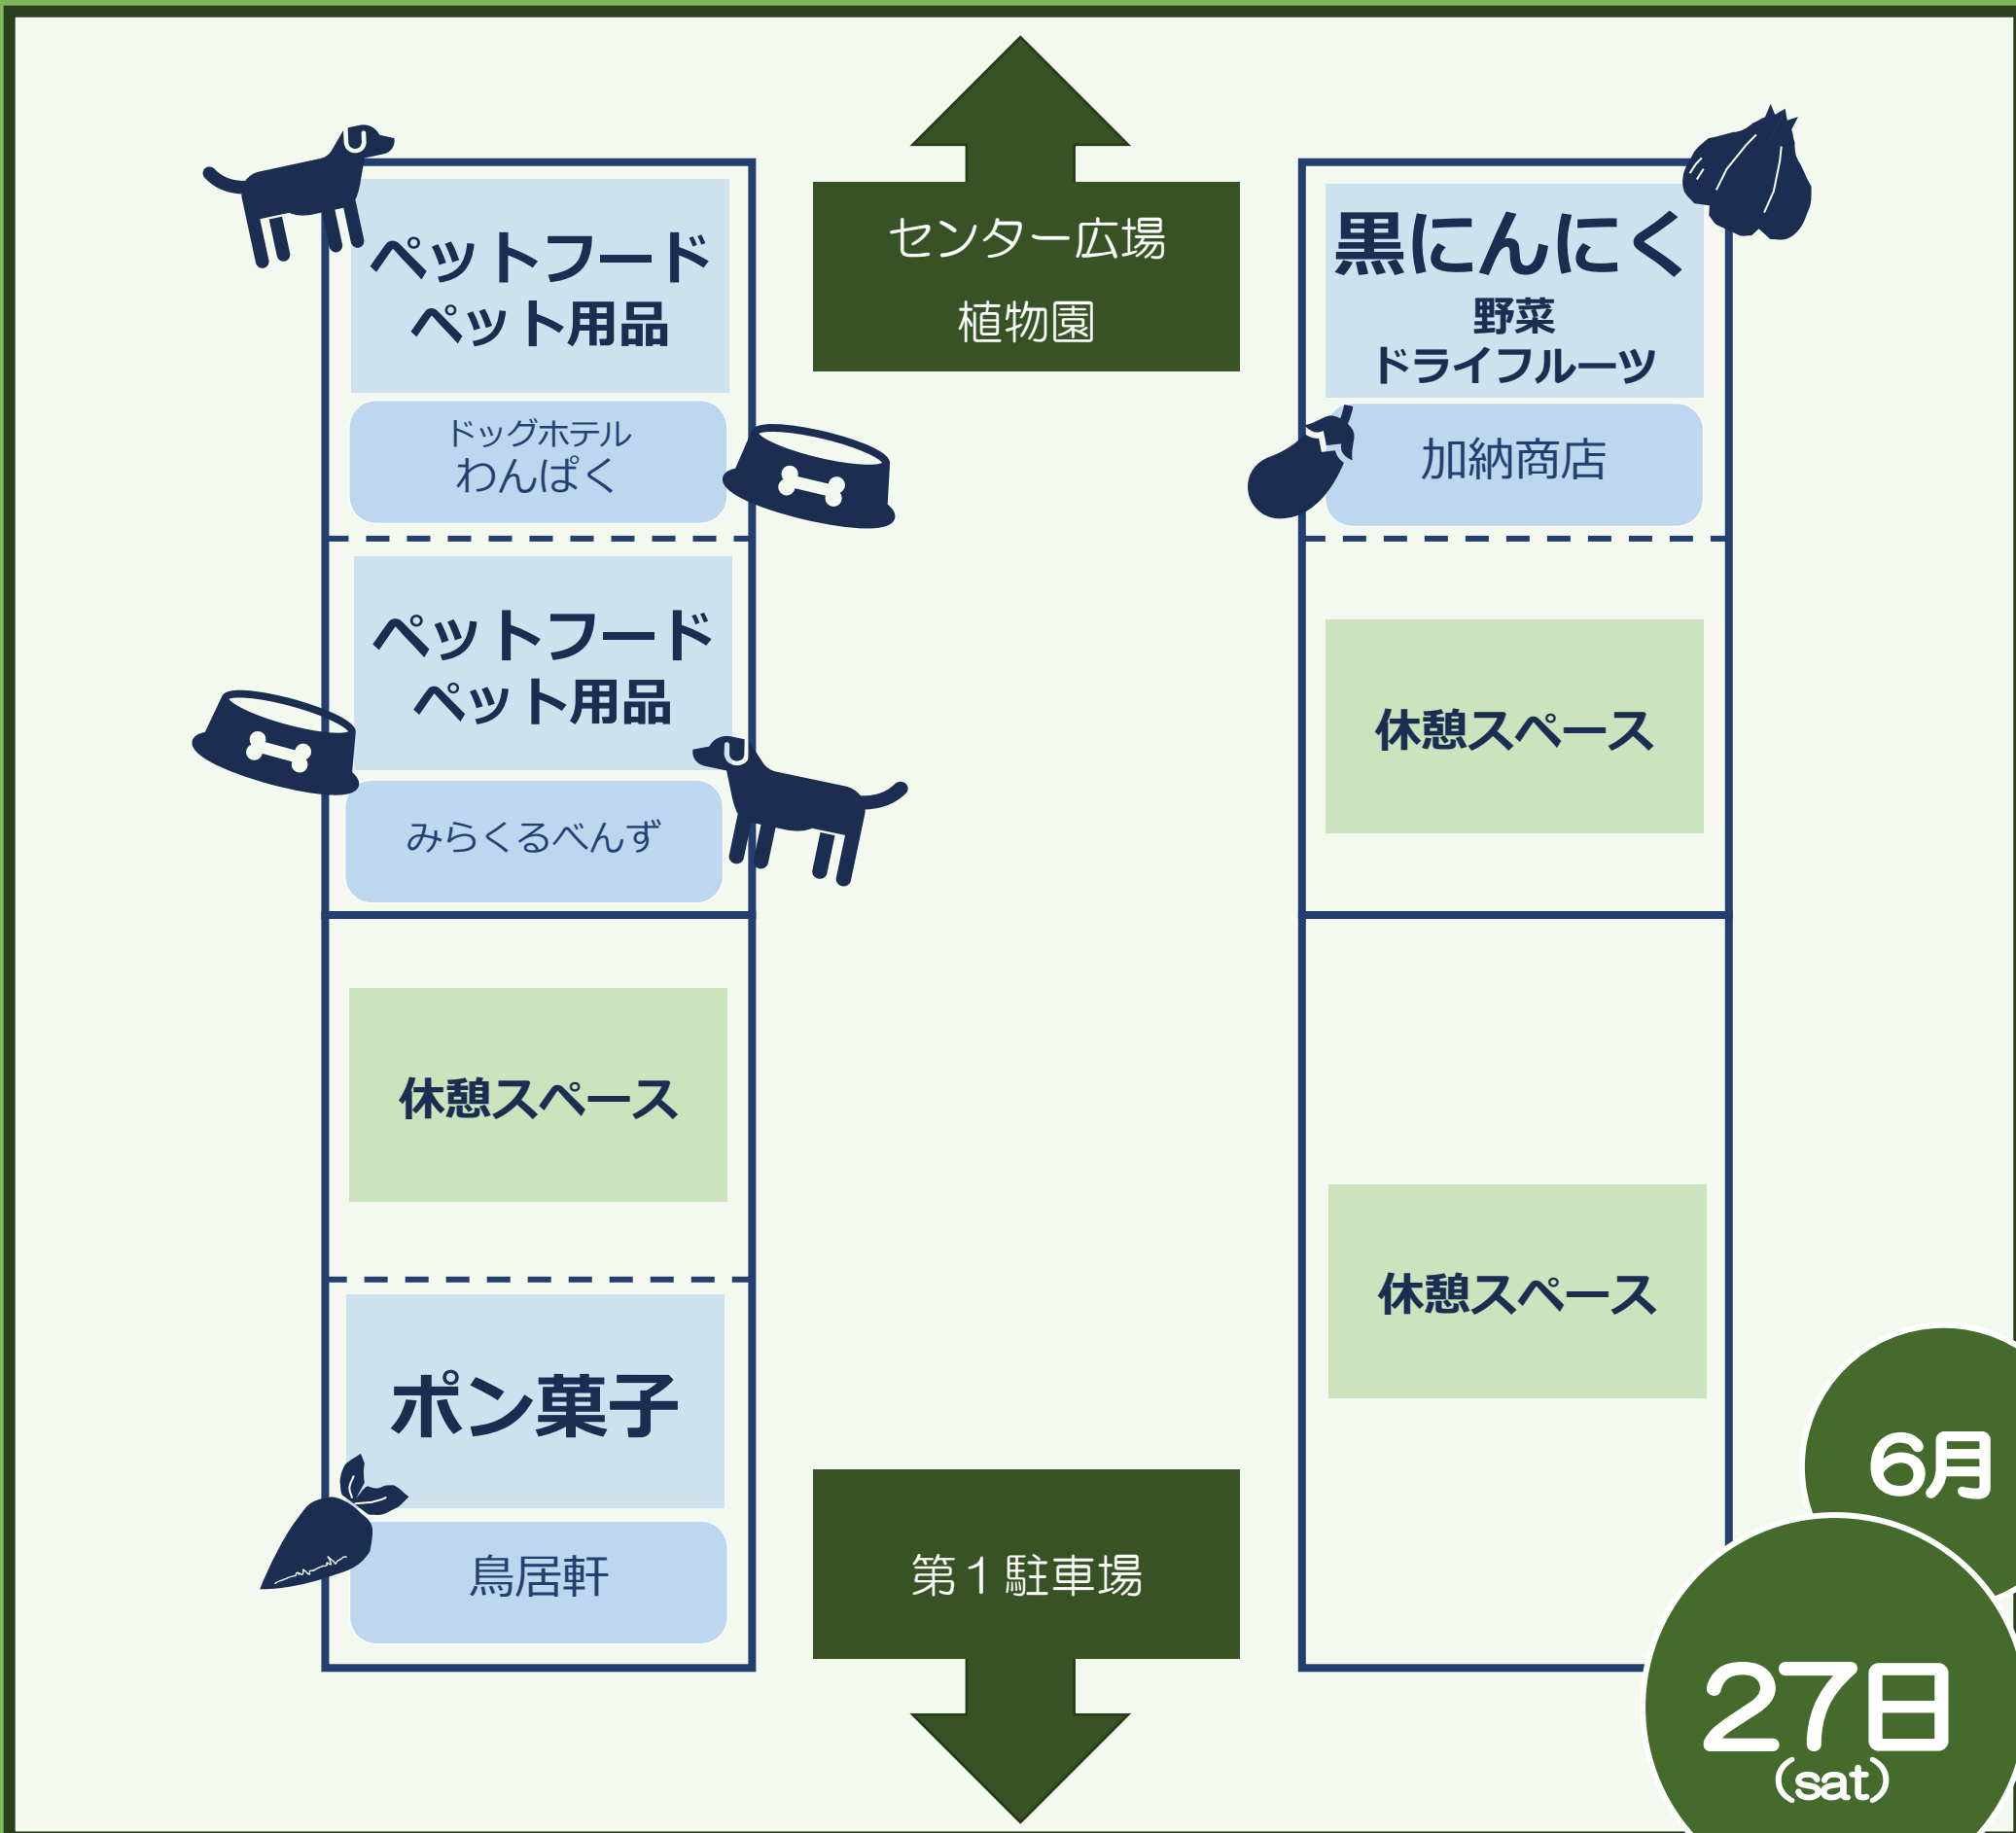 センター広場
植物園
ペットフード
ペット用品
ドッグホテル
わんぱく
ペットフード
ペット用品
みらくるべんず
休憩スペース
ポン菓子
鳥居軒
黒にんにく
野菜
ドライフルーツ
加納商店
休憩スペース
休憩スペース
第1駐車場
6月
27日
(sat)